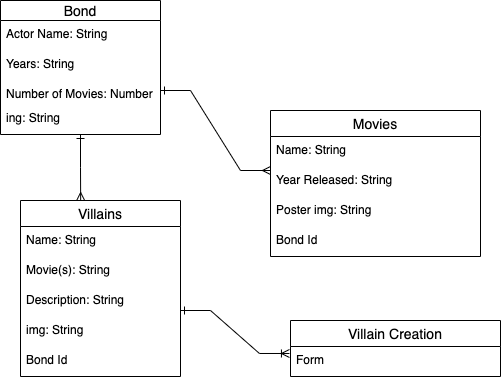 Bond
Actor Name: String
Years: String
Number of Movies: Number
ing: String
Movies
Name: String
Year Released: String
Poster img: String
Bond Id
Villains
Name: String
Movie(s): String
Description: String
img: String
Bond Id
Villain Creation
Form